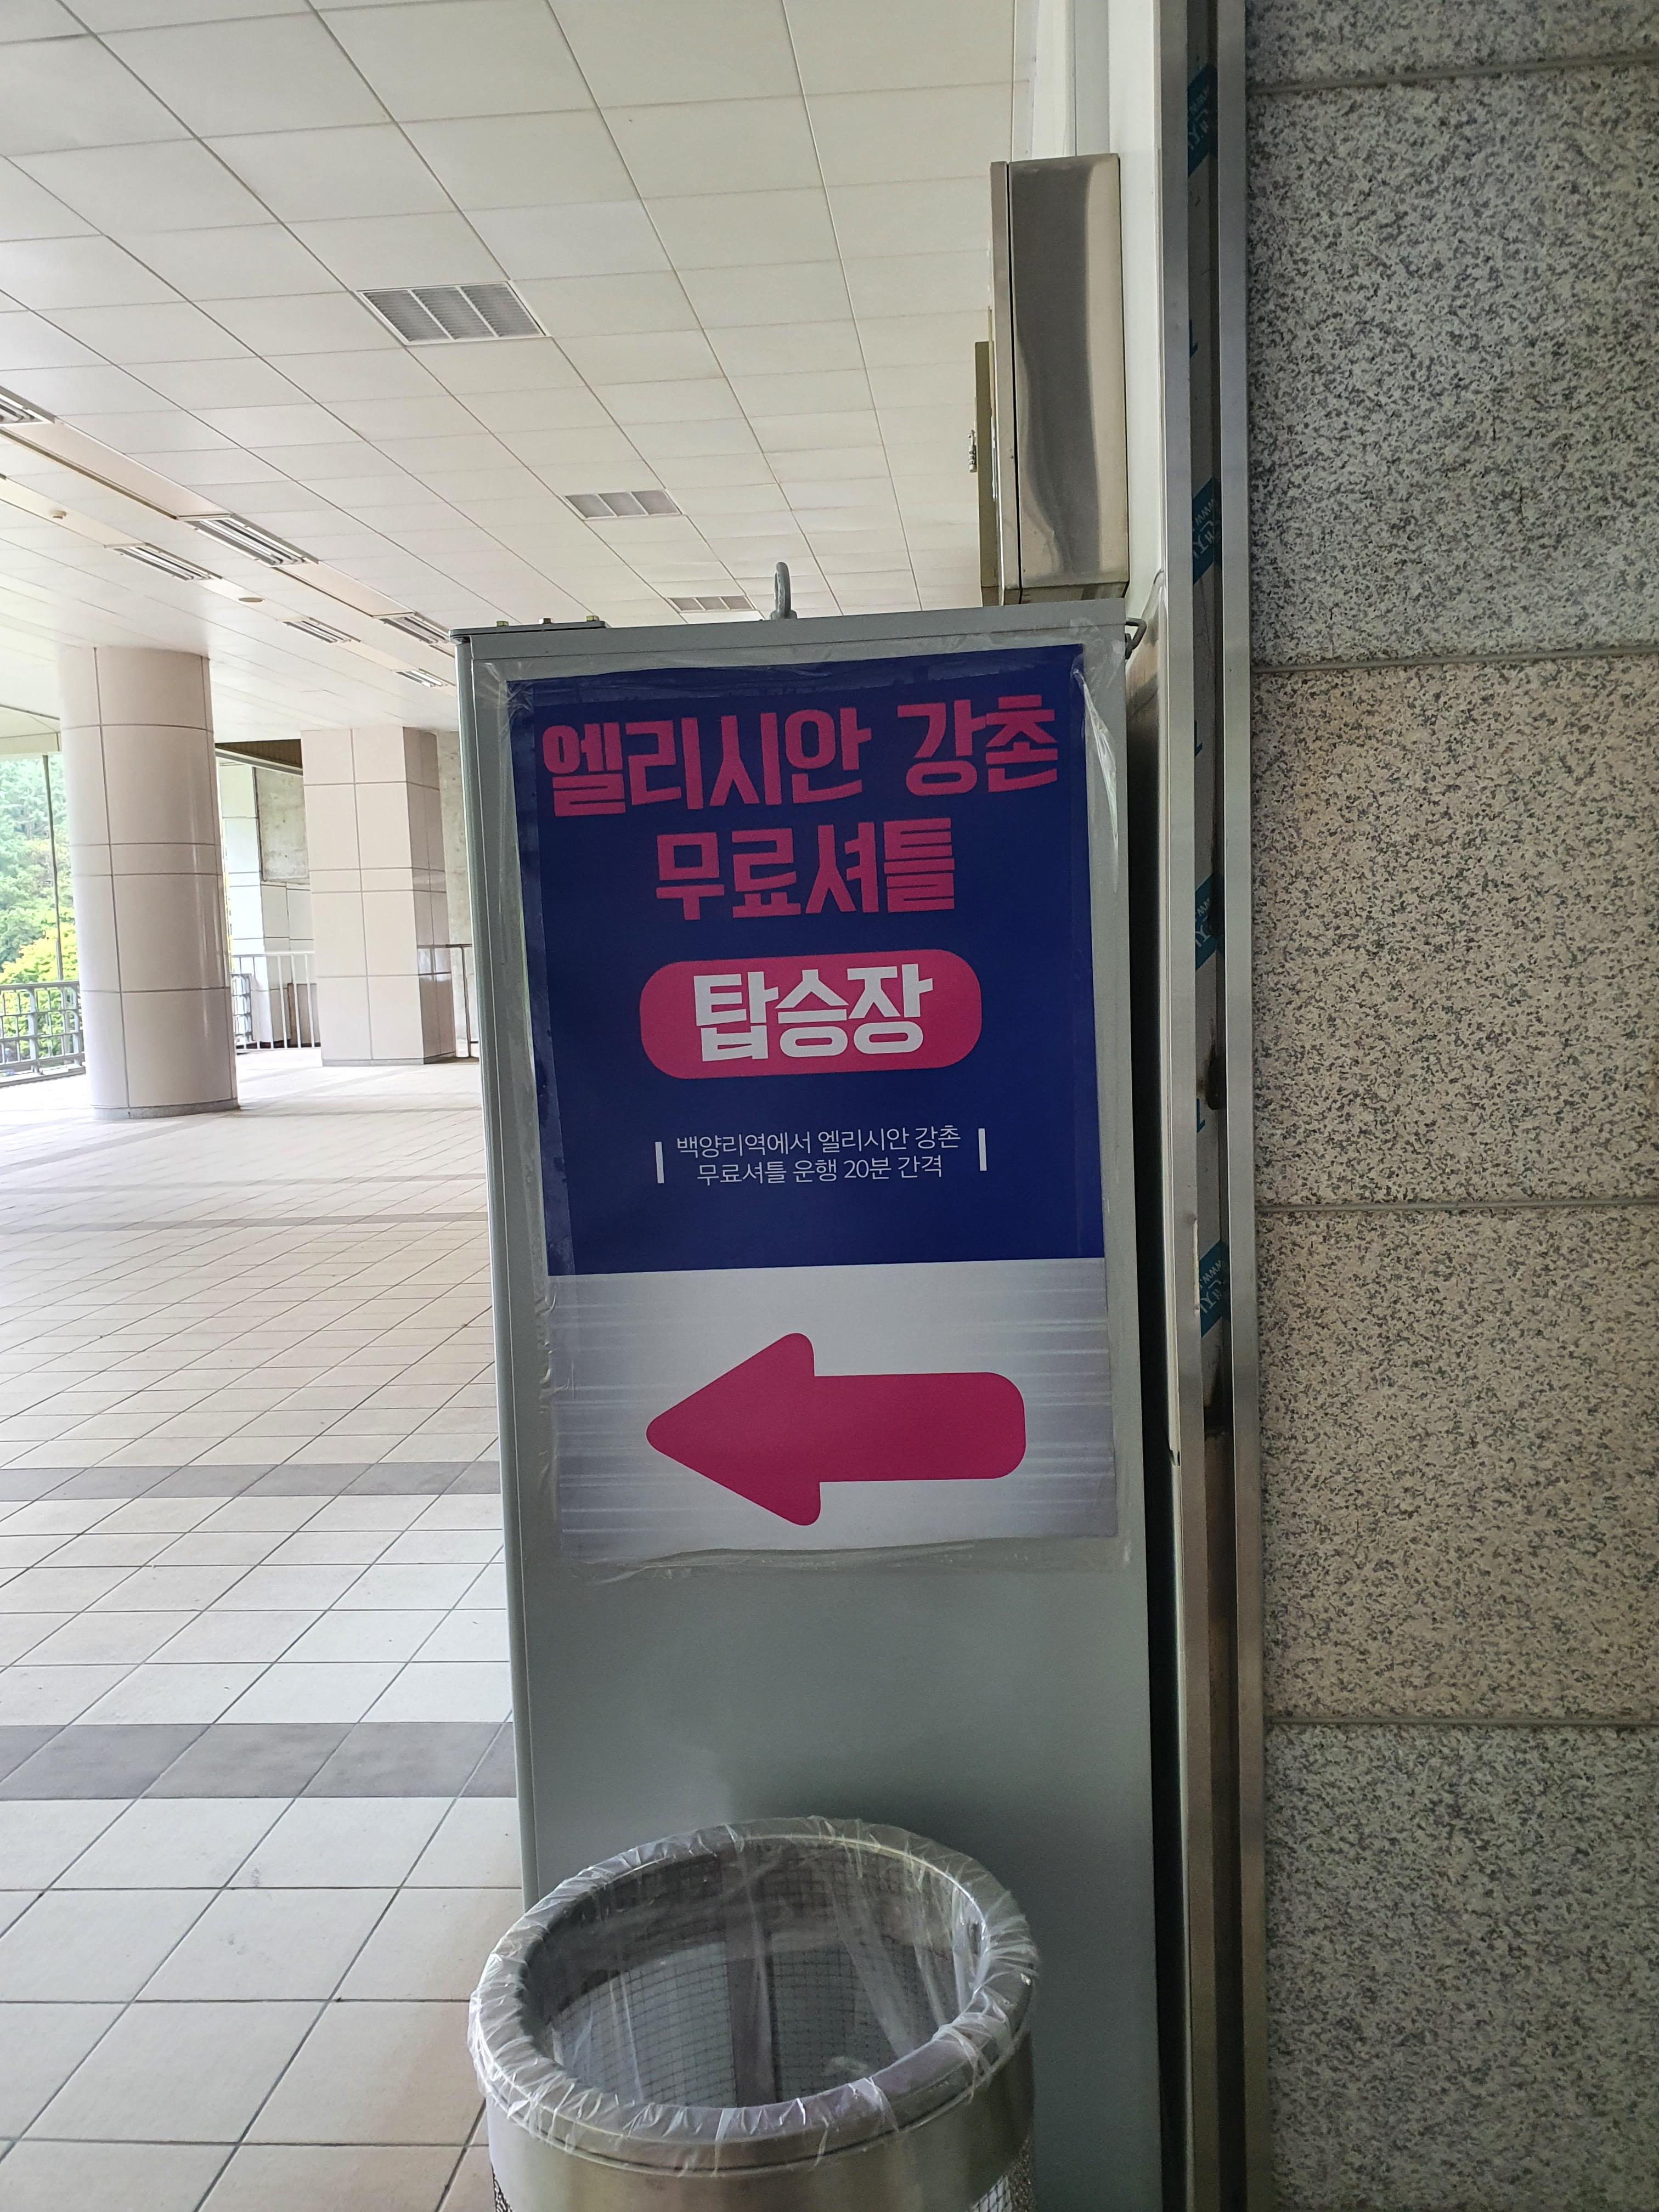 엘리시안 강촌
무료셔틀
탑승장
백양리역에서 엘리시안 강촌
무료셔틀 운행 20분 간격